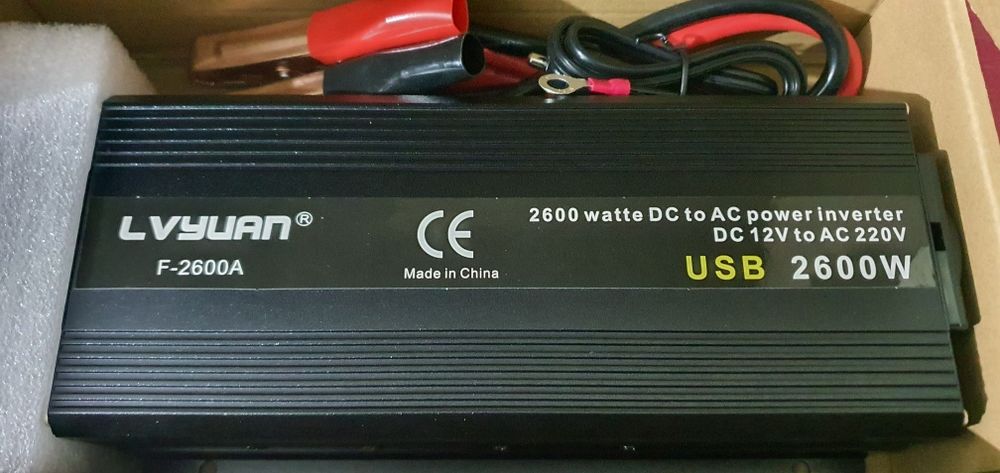 LVYUAN®
F-2600A
CE
Made in China
2600 watte DC to AC power inverter
DC 12V to AC 220V
USB 2600W